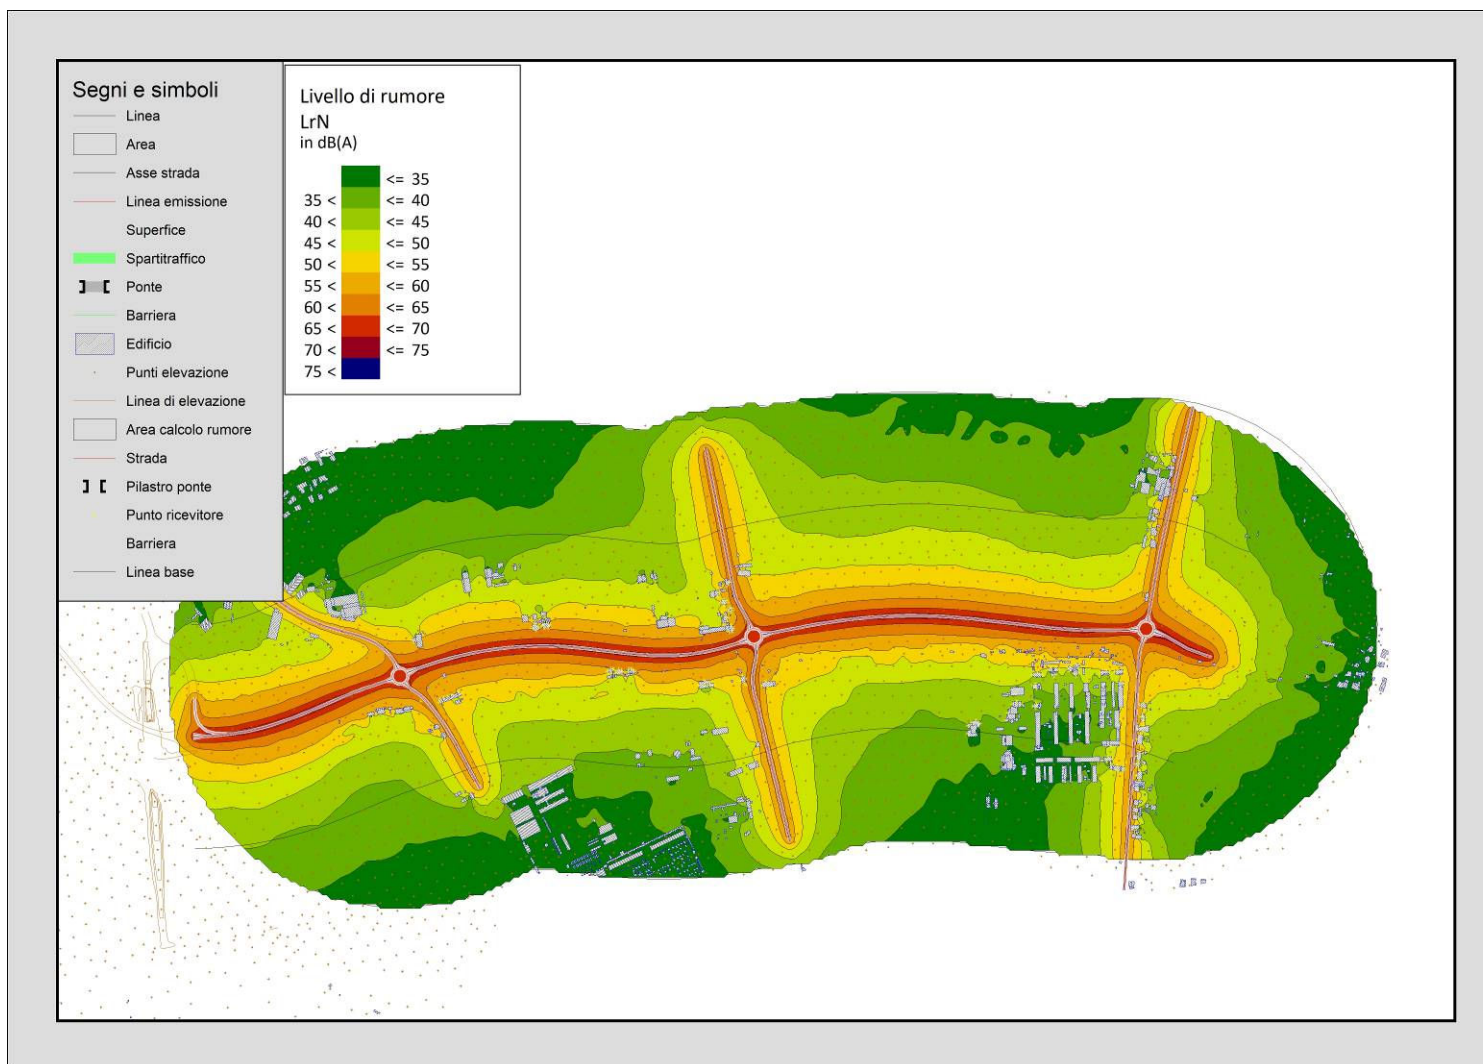 Segni e simboli
Linea
Area
Asse strada
Linea emissione
Superfice
Spartitraffico
Ponte
Barriera
Edificio
Punti elevazione
Linea di elevazione
Area calcolo rumore
Strada
Pilastro ponte
Punto ricevitore
Barriera
Linea base
Livello di rumore
LrN
in dB(A)
<= 35
35 < <= 40
40 < <= 45
45 < <= 50
50 < <= 55
55 < <= 60
60 < <= 65
65 < <= 70
70 < <= 75
75 <